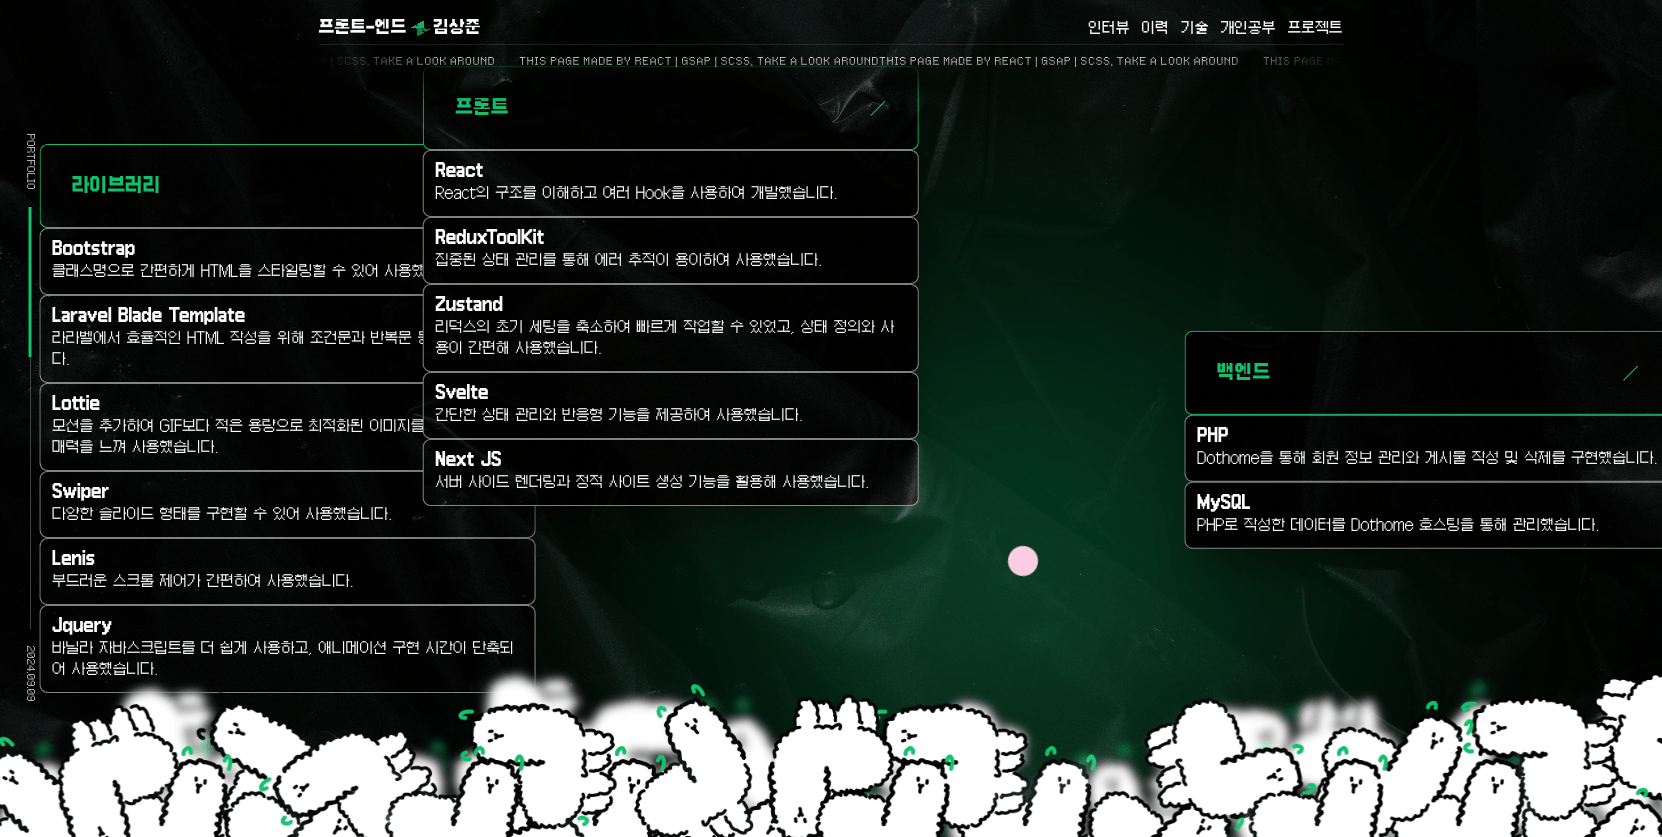 프론트-엔드 김상준
인터뷰 이력 기술 개인공부 프로젝트
SCSS, TAKE A LOOK AROUND THIS PAGE MADE BY REACT | GSAP | SCSS, TAKE A LOOK AROUNDTHIS PAGE MADE BY REACT | GSAP | SCSS, TAKE A LOOK AROUND THIS PAGE
PORTFOLIO
2024.09.09
라이브러리
Bootstrap
클래스명으로 간편하게 HTML을 스타일링할 수 있어
Laravel Blade Template
라라벨에서 효율적인 HTML 작성을 위해 조건문과 반복문
다.
Lottie
모션을 추가하여 GIF보다 적은 용량으로 최적화된 이미지를
매력을 느껴 사용했습니다.
Swiper
다양한 슬라이드 형태를 구현할 수 있어 사용했습니다.
Lenis
부드러운 스크롤 제어가 간편하여 사용했습니다.
Jquery
바닐라 자바스크립트를 더 쉽게 사용하고, 애니메이션 구현 시간이 단축되
어 사용했습니다.
프론트
React
React의 구조를 이해하고 여러 Hook을 사용하여 개발했습니다.
ReduxToolKit
집중된 상태 관리를 통해 에러 추적이 용이하여 사용했습니다.
Zustand
리덕스의 초기 세팅을 축소하여 빠르게 작업할 수 있었고, 상태 정의와 사
용이 간편해 사용했습니다.
Svelte
간단한 상태 관리와 반응형 기능을 제공하여 사용했습니다.
Next JS
서버 사이드 렌더링과 정적 사이트 생성 기능을 활용해 사용했습니다.
백엔드
PHP
Dothome을 통해 회원 정보 관리와 게시물 작성 및 삭제를 구현했습니다.
MySQL
PHP로 작성한 데이터를 Dothome 호스팅을 통해 관리했습니다.